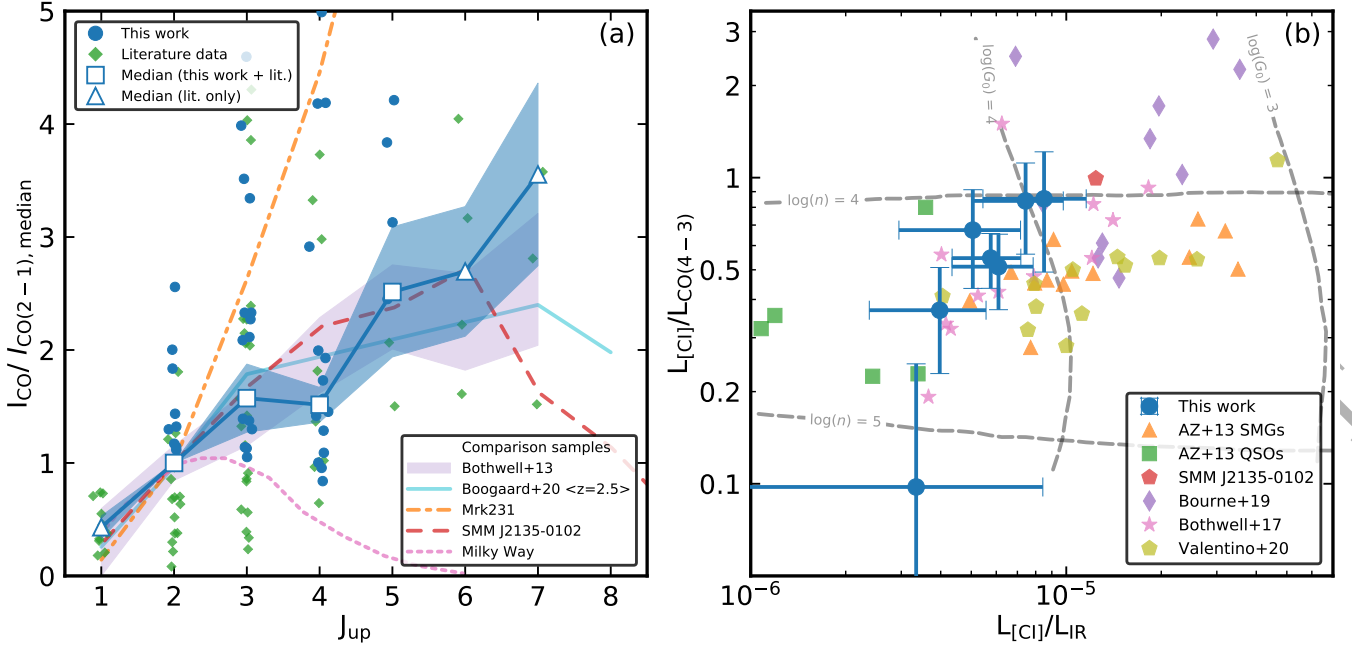 (a)
This work
Literature data
Median (this work + lit.)
Median (lit. only)
5
4
3
2
1
0
I_CO/ I_CO(2−1), median
Comparison samples
Bothwell+13
Boogaard+20 <z=2.5>
Mrk231
SMM J2135-0102
Milky Way
1 2 3 4 5 6 7 8
J_up
(b)
3
2
1
0.5
0.2
0.1
L_[CI]/L_CO(4−3)
log(G₀) = 4
log(G₀) = 3
log(n) = 4
log(n) = 5
This work
AZ+13 SMGs
AZ+13 QSOs
SMM J2135-0102
Bourne+19
Bothwell+17
Valentino+20
10⁻⁶ 10⁻⁵
L_[CI]/L_IR